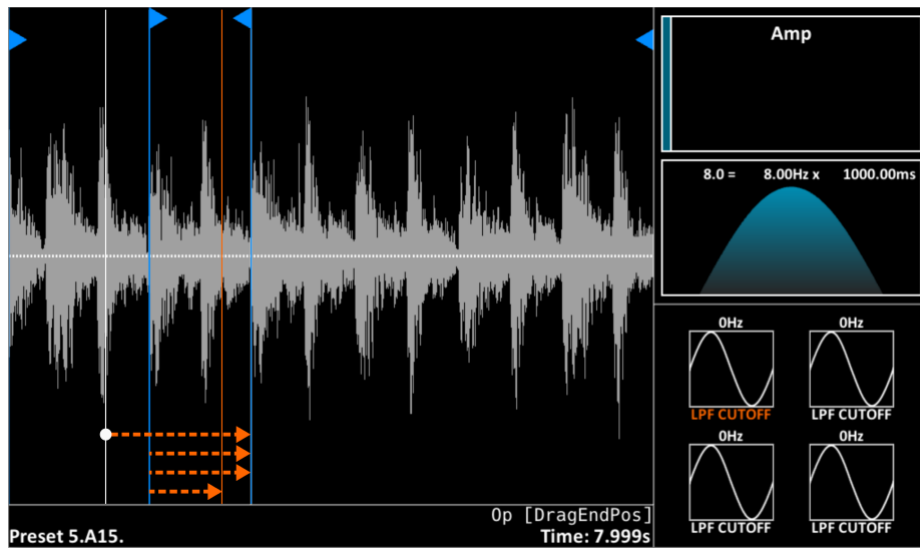 Amp
8.0 = 8.00Hz x 1000.00ms
0Hz 0Hz
LPF CUTOFF LPF CUTOFF
0Hz 0Hz
LPF CUTOFF LPF CUTOFF
Op [DragEndPos]
Preset 5.A15. Time: 7.999s